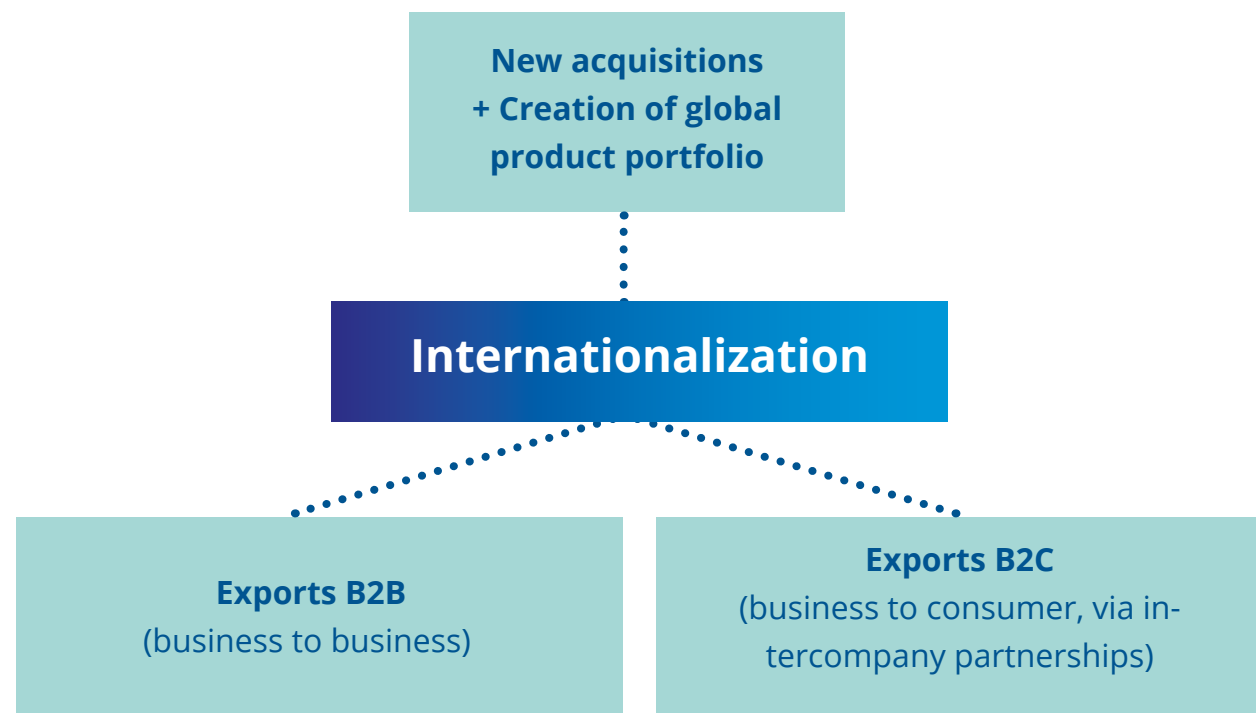 New acquisitions
+ Creation of global
product portfolio
Internationalization
Exports B2B
(business to business)
Exports B2C
(business to consumer, via in-
tercompany partnerships)